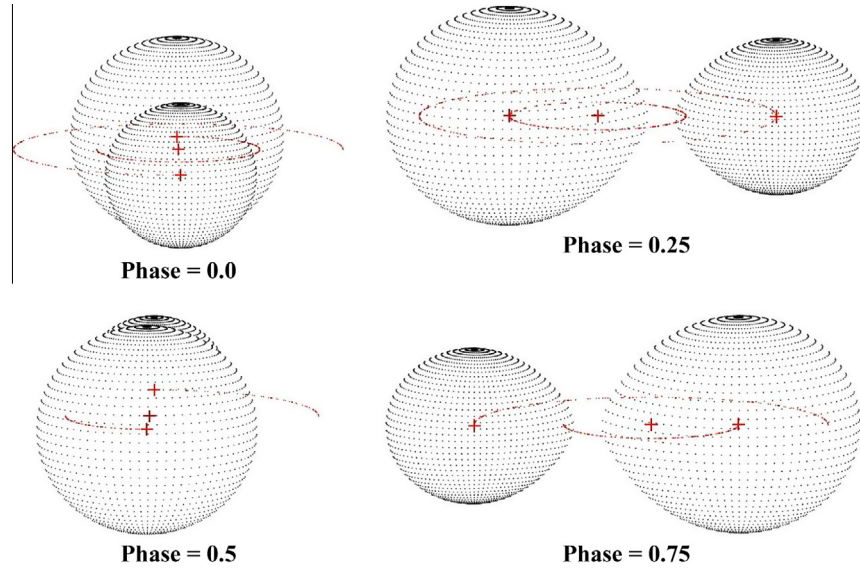 Phase = 0.0
Phase = 0.25
Phase = 0.5
Phase = 0.75